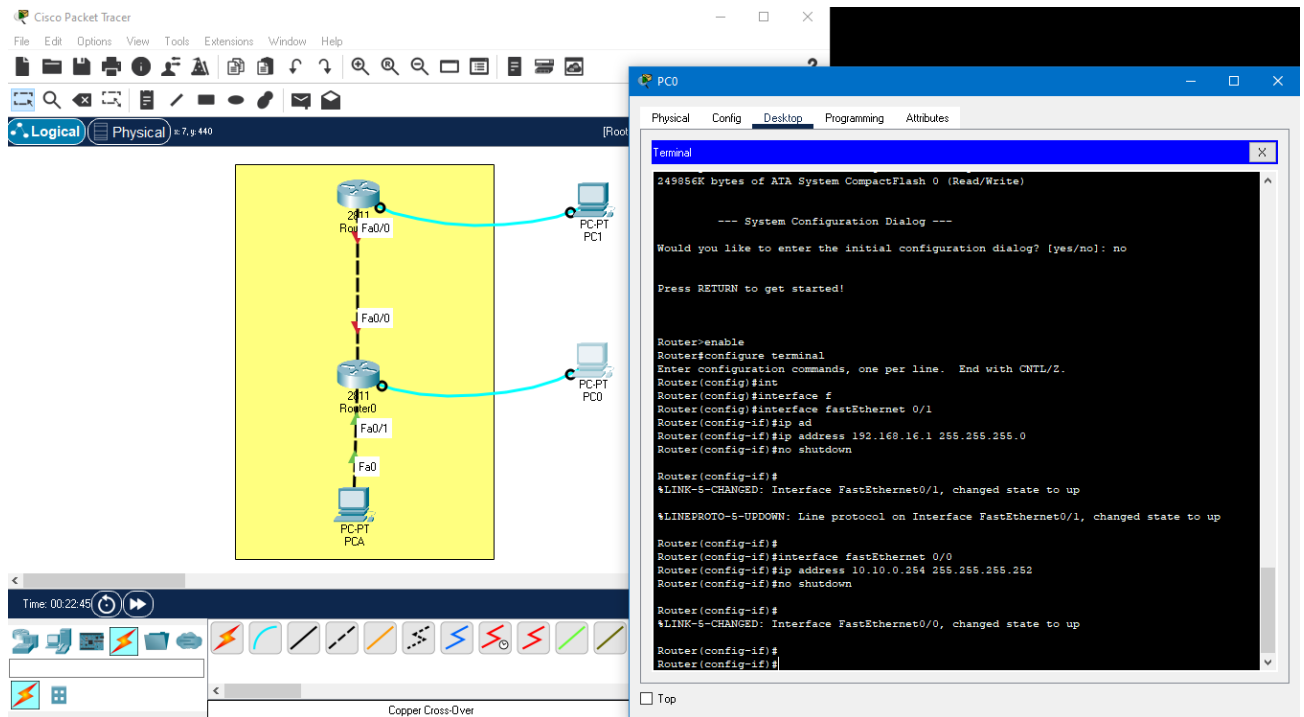 Cisco Packet Tracer
File Edit Options View Tools Extensions Window Help
Logical Physical x: 7, y: 440 [Root
2811
Fa0/0
PC-PT
PC1
Fa0/0
2811
Router0
PC-PT
PC0
Fa0/1
Fa0
PC-PT
PCA
Time: 00:22:45
Copper Cross-Over
PC0
Physical Config Desktop Programming Attributes
Terminal X
249856K bytes of ATA System CompactFlash 0 (Read/Write)
--- System Configuration Dialog ---
Would you like to enter the initial configuration dialog? [yes/no]: no
Press RETURN to get started!
Router>enable
Router#configure terminal
Enter configuration commands, one per line. End with CNTL/Z.
Router(config)#int
Router(config)#interface f
Router(config)#interface fastEthernet 0/1
Router(config-if)#ip ad
Router(config-if)#ip address 192.168.16.1 255.255.255.0
Router(config-if)#no shutdown
Router(config-if)#
%LINK-5-CHANGED: Interface FastEthernet0/1, changed state to up
%LINEPROTO-5-UPDOWN: Line protocol on Interface FastEthernet0/1, changed state to up
Router(config-if)#
Router(config-if)#interface fastEthernet 0/0
Router(config-if)#ip address 10.10.0.254 255.255.255.252
Router(config-if)#no shutdown
Router(config-if)#
%LINK-5-CHANGED: Interface FastEthernet0/0, changed state to up
Router(config-if)#
Router(config-if)#
Top